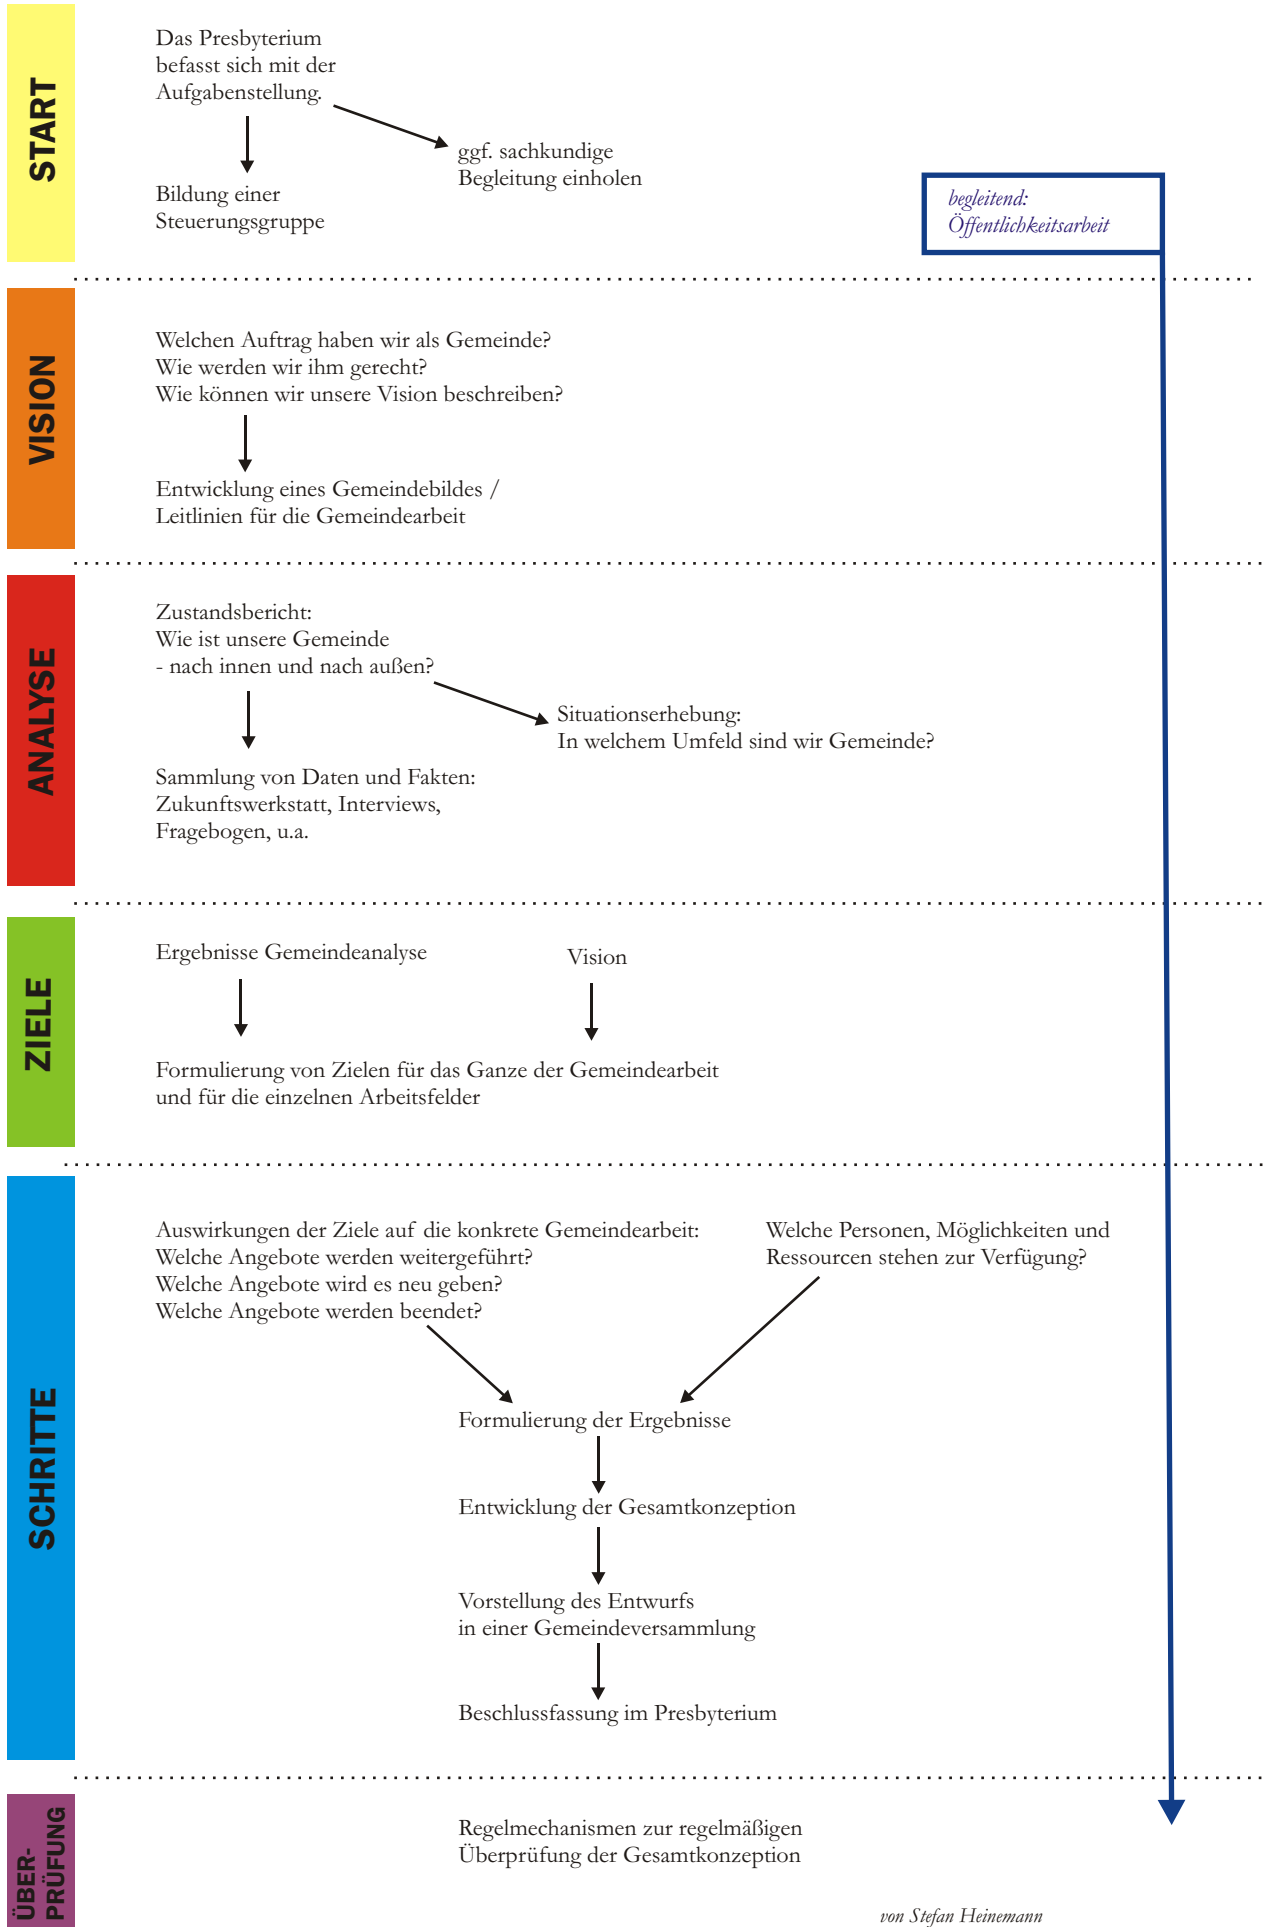 START
Das Presbyterium
befasst sich mit der
Aufgabenstellung.
ggf. sachkundige
Begleitung einholen
Bildung einer
Steuerungsgruppe
begleitend:
Öffentlichkeitsarbeit
VISION
Welchen Auftrag haben wir als Gemeinde?
Wie werden wir ihm gerecht?
Wie können wir unsere Vision beschreiben?
Entwicklung eines Gemeindebildes /
Leitlinien für die Gemeindearbeit
ANALYSE
Zustandsbericht:
Wie ist unsere Gemeinde
- nach innen und nach außen?
Situationserhebung:
In welchem Umfeld sind wir Gemeinde?
Sammlung von Daten und Fakten:
Zukunftswerkstatt, Interviews,
Fragebogen, u.a.
ZIELE
Ergebnisse Gemeindeanalyse
Vision
Formulierung von Zielen für das Ganze der Gemeindearbeit
und für die einzelnen Arbeitsfelder
SCHRITTE
Auswirkungen der Ziele auf die konkrete Gemeindearbeit:
Welche Angebote werden weitergeführt?
Welche Angebote wird es neu geben?
Welche Angebote werden beendet?
Welche Personen, Möglichkeiten und
Ressourcen stehen zur Verfügung?
Formulierung der Ergebnisse
Entwicklung der Gesamtkonzeption
Vorstellung des Entwurfs
in einer Gemeindeversammlung
Beschlussfassung im Presbyterium
ÜBER-
PRÜFUNG
Regelmechanismen zur regelmäßigen
Überprüfung der Gesamtkonzeption
von Stefan Heinemann